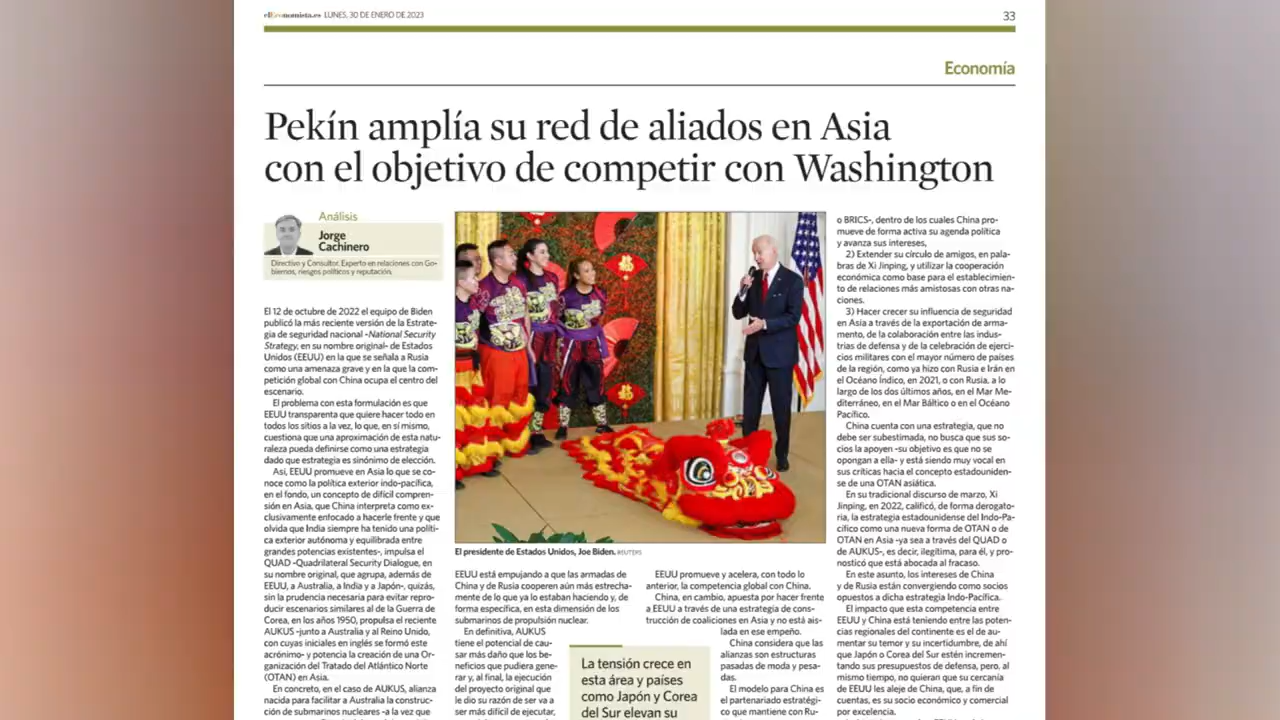 elEconomista.es LUNES, 30 DE ENERO DE 2023
33
Economía
Pekín amplía su red de aliados en Asia
con el objetivo de competir con Washington
Análisis
Jorge
Cachinero
Directivo y Consultor. Experto en relaciones con Go-
biernos, riesgos políticos y reputación.
El 12 de octubre de 2022 el equipo de Biden
publicó la más reciente versión de la Estrate-
gia de seguridad nacional -National Security
Strategy, en su nombre original- de Estados
Unidos (EEUU) en la que se señala a Rusia
como una amenaza grave y en la que la com-
petición global con China ocupa el centro del
escenario.
El problema con esta formulación es que
EEUU transparenta que quiere hacer todo en
todos los sitios a la vez, lo que, en sí mismo,
cuestiona que una aproximación de esta natu-
raleza pueda definirse como una estrategia
dado que estrategia es sinónimo de elección.
Así, EEUU promueve en Asia lo que se co-
noce como la política exterior indo-pacífica,
en el fondo, un concepto de difícil compren-
sión en Asia, que China interpreta como ex-
clusivamente enfocado a hacerle frente y que
olvida que India siempre ha tenido una políti-
ca exterior autónoma y equilibrada entre
grandes potencias existentes-, impulsa el
QUAD -Quadrilateral Security Dialogue, en
su nombre original, que agrupa, además de
EEUU, a Australia, a India y a Japón-, quizás,
sin la prudencia necesaria para evitar repro-
ducir escenarios similares al de la Guerra de
Corea, en los años 1950, propulsa el reciente
AUKUS -junto a Australia y al Reino Unido,
con cuyas iniciales en inglés se formó este
acrónimo- y potencia la creación de una Or-
ganización del Tratado del Atlántico Norte
(OTAN) en Asia.
En concreto, en el caso de AUKUS, alianza
nacida para facilitar a Australia la construc-
ción de submarinos nucleares -a la vez que
El presidente de Estados Unidos, Joe Biden. REUTERS
EEUU está empujando a que las armadas de
China y de Rusia cooperen aún más estrecha-
mente de lo que ya lo estaban haciendo y, de
forma específica, en esta dimensión de los
submarinos de propulsión nuclear.
En definitiva, AUKUS
tiene el potencial de cau-
sar más daño que los be-
neficios que pudiera gene-
rar y, al final, la ejecución
del proyecto original que
le dio su razón de ser va a
ser más difícil de ejecutar,
La tensión crece en
esta área y países
como Japón y Corea
del Sur elevan su
EEUU promueve y acelera, con todo lo
anterior, la competencia global con China.
China, en cambio, apuesta por hacer frente
a EEUU a través de una estrategia de cons-
trucción de coaliciones en Asia y no está ais-
lada en ese empeño.
China considera que las
alianzas son estructuras
pasadas de moda y pesa-
das.
El modelo para China es
el partenariado estratégi-
co que mantiene con Ru-
o BRICS-, dentro de los cuales China pro-
mueve de forma activa su agenda política
y avanza sus intereses,
2) Extender su círculo de amigos, en pala-
bras de Xi Jinping, y utilizar la cooperación
económica como base para el establecimien-
to de relaciones más amistosas con otras na-
ciones.
3) Hacer crecer su influencia de seguridad
en Asia a través de la exportación de arma-
mento, de la colaboración entre las indus-
trias de defensa y de la celebración de ejerci-
cios militares con el mayor número de países
de la región, como ya hizo con Rusia e Irán en
el Océano Índico, en 2021, o con Rusia, a lo
largo de los dos últimos años, en el Mar Me-
diterráneo, en el Mar Báltico o en el Océano
Pacífico.
China cuenta con una estrategia, que no
debe ser subestimada, no busca que sus so-
cios la apoyen -su objetivo es que no se
opongan a ella- y está siendo muy vocal en
sus críticas hacia el concepto estadouniden-
se de una OTAN asiática.
En su tradicional discurso de marzo, Xi
Jinping, en 2022, calificó, de forma derogato-
ria, la estrategia estadounidense del Indo-Pa-
cífico como una nueva forma de OTAN o de
OTAN en Asia -ya sea a través del QUAD o
de AUKUS-, es decir, ilegítima, para él, y pro-
nosticó que está abocada al fracaso.
En este asunto, los intereses de China
y de Rusia están convergiendo como socios
opuestos a dicha estrategia Indo-Pacífica.
El impacto que esta competencia entre
EEUU y China está teniendo entre las poten-
cias regionales del continente es el de au-
mentar su temor y su incertidumbre, de ahí
que Japón o Corea del Sur estén incremen-
tando sus presupuestos de defensa, pero, al
mismo tiempo, no quieran que su cercanía
de EEUU les aleje de China, que, a fin de
cuentas, es su socio económico y comercial
por excelencia.